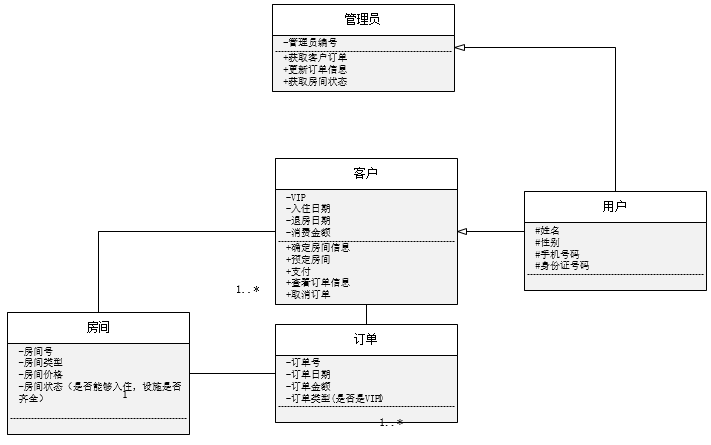 管理员
-管理员编号
+获取客户订单
+更新订单信息
+获取房间状态
客户
-VIP
-入住日期
-退房日期
-消费金额
+确定房间信息
+预定房间
+支付
+查看订单信息
+取消订单
用户
#姓名
#性别
#手机号码
#身份证号码
1..*
房间
-房间号
-房间类型
-房间价格
-房间状态（是否能够入住，设施是否
齐全）
1
订单
-订单号
-订单日期
-订单金额
-订单类型(是否是VIP)
1..*